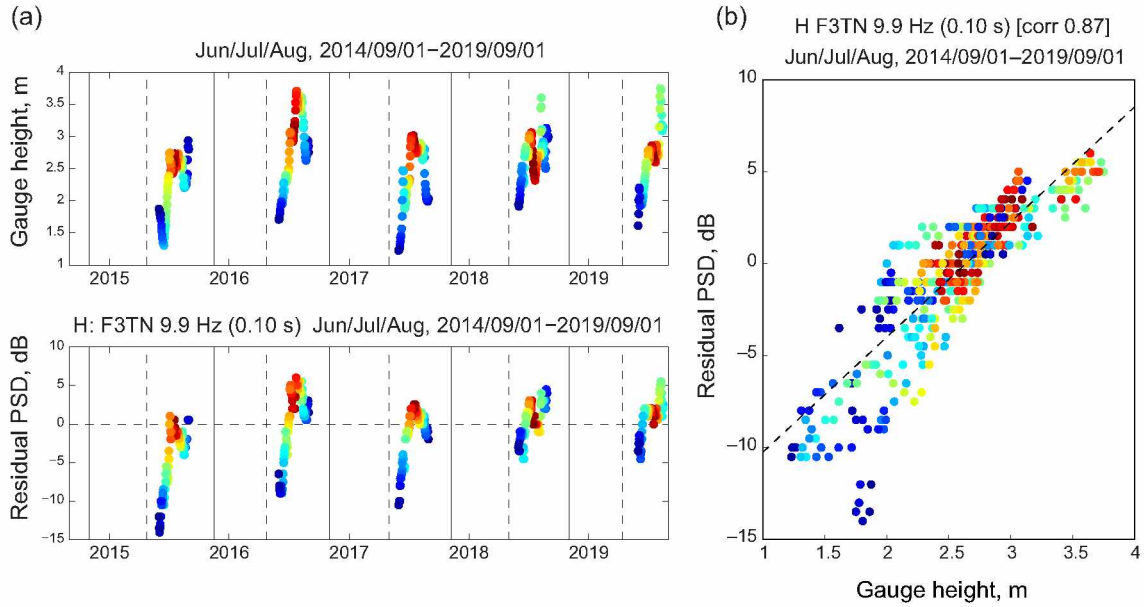 (a)
Jun/Jul/Aug, 2014/09/01−2019/09/01
Gauge height, m
4
3.5
3
2.5
2
1.5
1
2015 2016 2017 2018 2019
H: F3TN 9.9 Hz (0.10 s) Jun/Jul/Aug, 2014/09/01−2019/09/01
Residual PSD, dB
10
5
0
−5
−10
−15
2015 2016 2017 2018 2019
(b)
H F3TN 9.9 Hz (0.10 s) [corr 0.87]
Jun/Jul/Aug, 2014/09/01–2019/09/01
Residual PSD, dB
10
5
0
−5
−10
−15
1 1.5 2 2.5 3 3.5 4
Gauge height, m